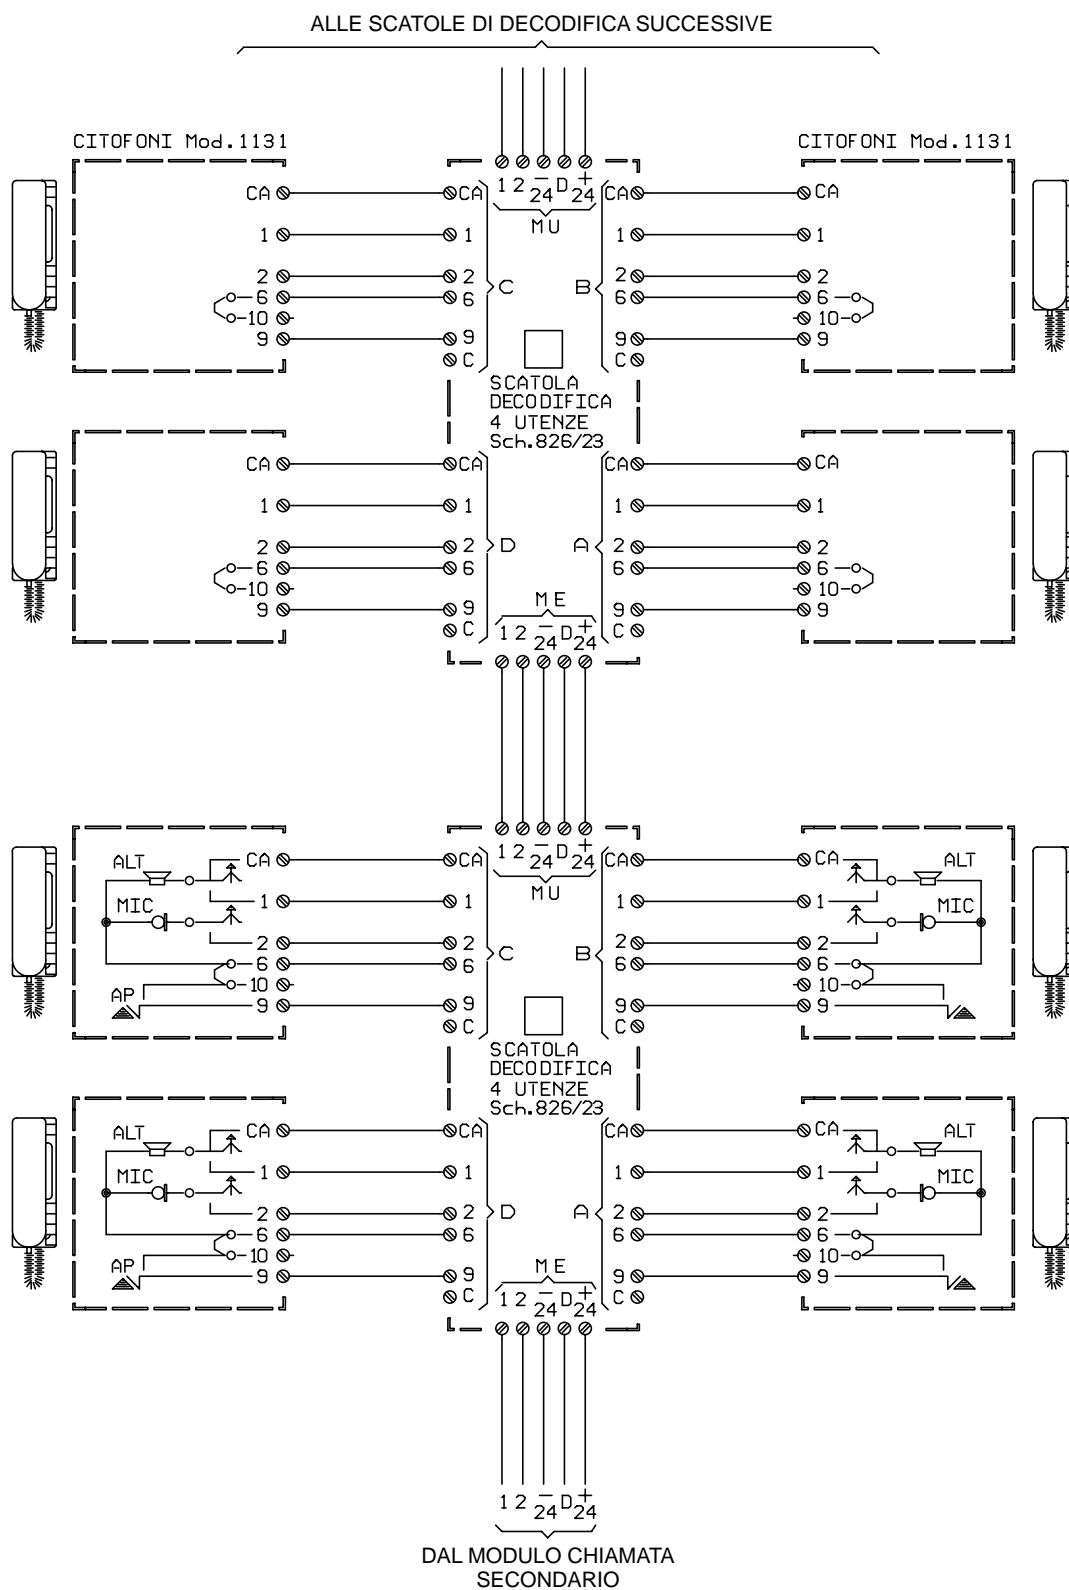 ALLE SCATOLE DI DECODIFICA SUCCESSIVE
CITOFONI Mod.1131
CITOFONI Mod.1131
1 2 -24 D +24
MU
CA CA CA CA
1 1 1 1
2 2 C B 2 2
6 6 6 6
10 10
9 9 9 9
C C
SCATOLA
DECODIFICA
4 UTENZE
Sch.826/23
CA CA CA CA
1 1 1 1
2 2 D A 2 2
6 6 6 6
10 10
9 9 9 9
ME
C C
1 2 -24 D +24
1 2 -24 D +24
MU
ALT CA CA CA CA ALT
MIC 1 1 1 1 MIC
2 2 C B 2 2
6 6 6 6
10 10
AP 9 9 9 9
C C
SCATOLA
DECODIFICA
4 UTENZE
Sch.826/23
ALT CA CA CA CA ALT
MIC 1 1 1 1 MIC
2 2 D A 2 2
6 6 6 6
10 10
AP 9 9 9 9
ME
C C
1 2 -24 D +24
1 2 -24 D +24
DAL MODULO CHIAMATA
SECONDARIO